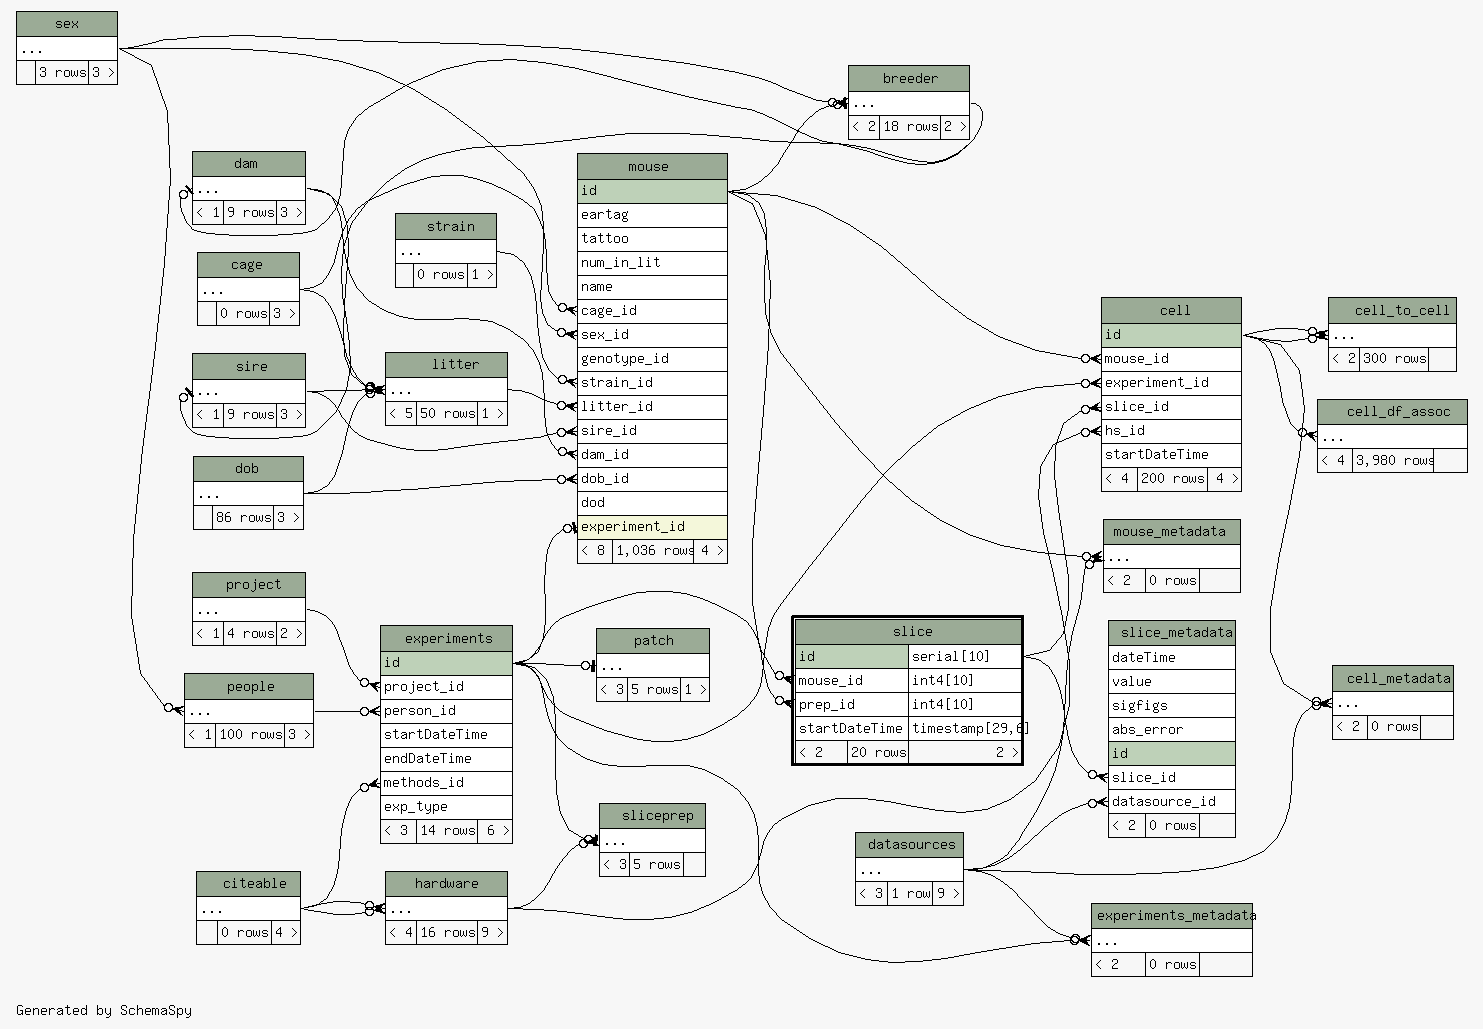 sex
...
3 rows 3 >
breeder
...
< 2 18 rows 2 >
dam
...
< 1 9 rows 3 >
cage
...
0 rows 3 >
sire
...
< 1 9 rows 3 >
dob
...
86 rows 3 >
strain
...
0 rows 1 >
litter
...
< 5 50 rows 1 >
mouse
id
eartag
tattoo
num_in_lit
name
cage_id
sex_id
genotype_id
strain_id
litter_id
sire_id
dam_id
dob_id
dod
experiment_id
< 8 1,036 rows 4 >
cell
id
mouse_id
experiment_id
slice_id
hs_id
startDateTime
< 4 200 rows 4 >
cell_to_cell
...
< 2 300 rows
cell_df_assoc
...
< 4 3,980 rows
mouse_metadata
...
< 2 0 rows
project
...
< 1 4 rows 2 >
people
...
< 1 100 rows 3 >
experiments
id
project_id
person_id
startDateTime
endDateTime
methods_id
exp_type
< 3 14 rows 6 >
patch
...
< 3 5 rows 1 >
slice
id serial[10]
mouse_id int4[10]
prep_id int4[10]
startDateTime timestamp[29,6]
< 2 20 rows 2 >
slice_metadata
dateTime
value
sigfigs
abs_error
id
slice_id
datasource_id
< 2 0 rows
cell_metadata
...
< 2 0 rows
sliceprep
...
< 3 5 rows
datasources
...
< 3 1 row 9 >
citeable
...
0 rows 4 >
hardware
...
< 4 16 rows 9 >
experiments_metadata
...
< 2 0 rows
Generated by SchemaSpy